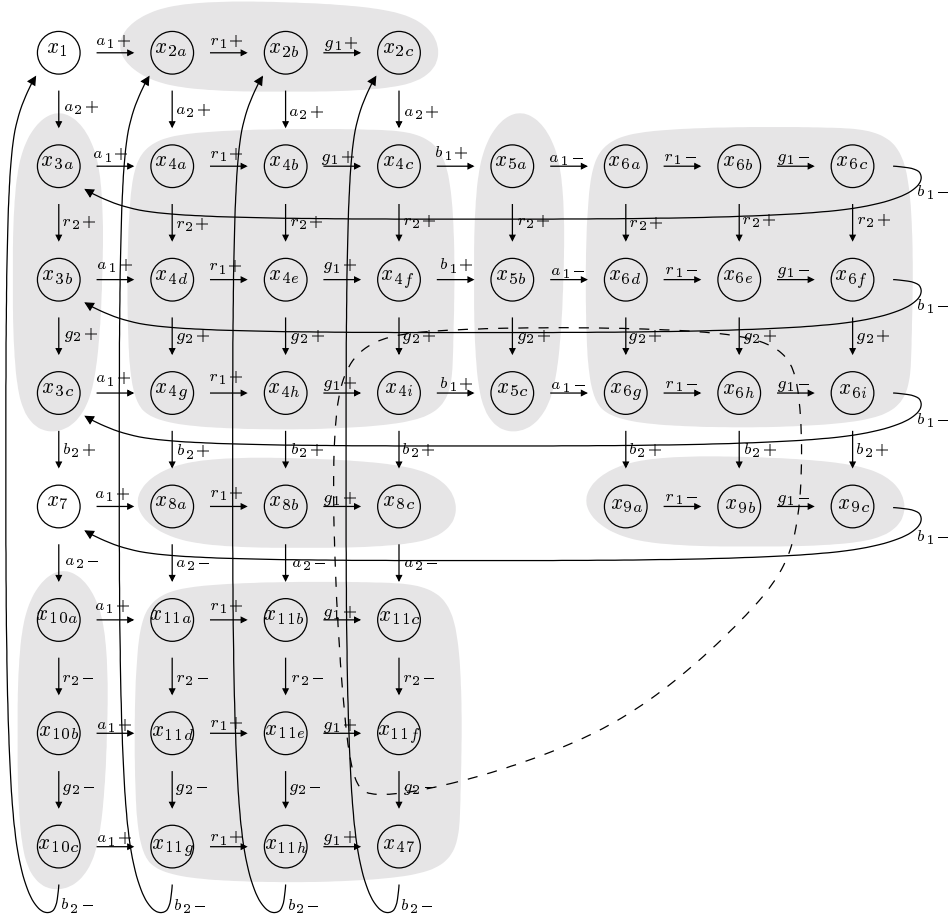 x1 a1+ x2a r1+ x2b g1+ x2c
a2+ a2+ a2+ a2+
x3a a1+ x4a r1+ x4b g1+ x4c b1+ x5a a1− x6a r1− x6b g1− x6c b1−
r2+ r2+ r2+ r2+ r2+ r2+ r2+ r2+
x3b a1+ x4d r1+ x4e g1+ x4f b1+ x5b a1− x6d r1− x6e g1− x6f b1−
g2+ g2+ g2+ g2+ g2+ g2+ g2+ g2+
x3c a1+ x4g r1+ x4h g1+ x4i b1+ x5c a1− x6g r1− x6h g1− x6i b1−
b2+ b2+ b2+ b2+ b2+ b2+ b2+
x7 a1+ x8a r1+ x8b g1+ x8c x9a r1− x9b g1− x9c b1−
a2− a2− a2− a2−
x10a a1+ x11a r1+ x11b g1+ x11c
r2− r2− r2− r2−
x10b a1+ x11d r1+ x11e g1+ x11f
g2− g2− g2− g2−
x10c a1+ x11g r1+ x11h g1+ x47
b2− b2− b2− b2−